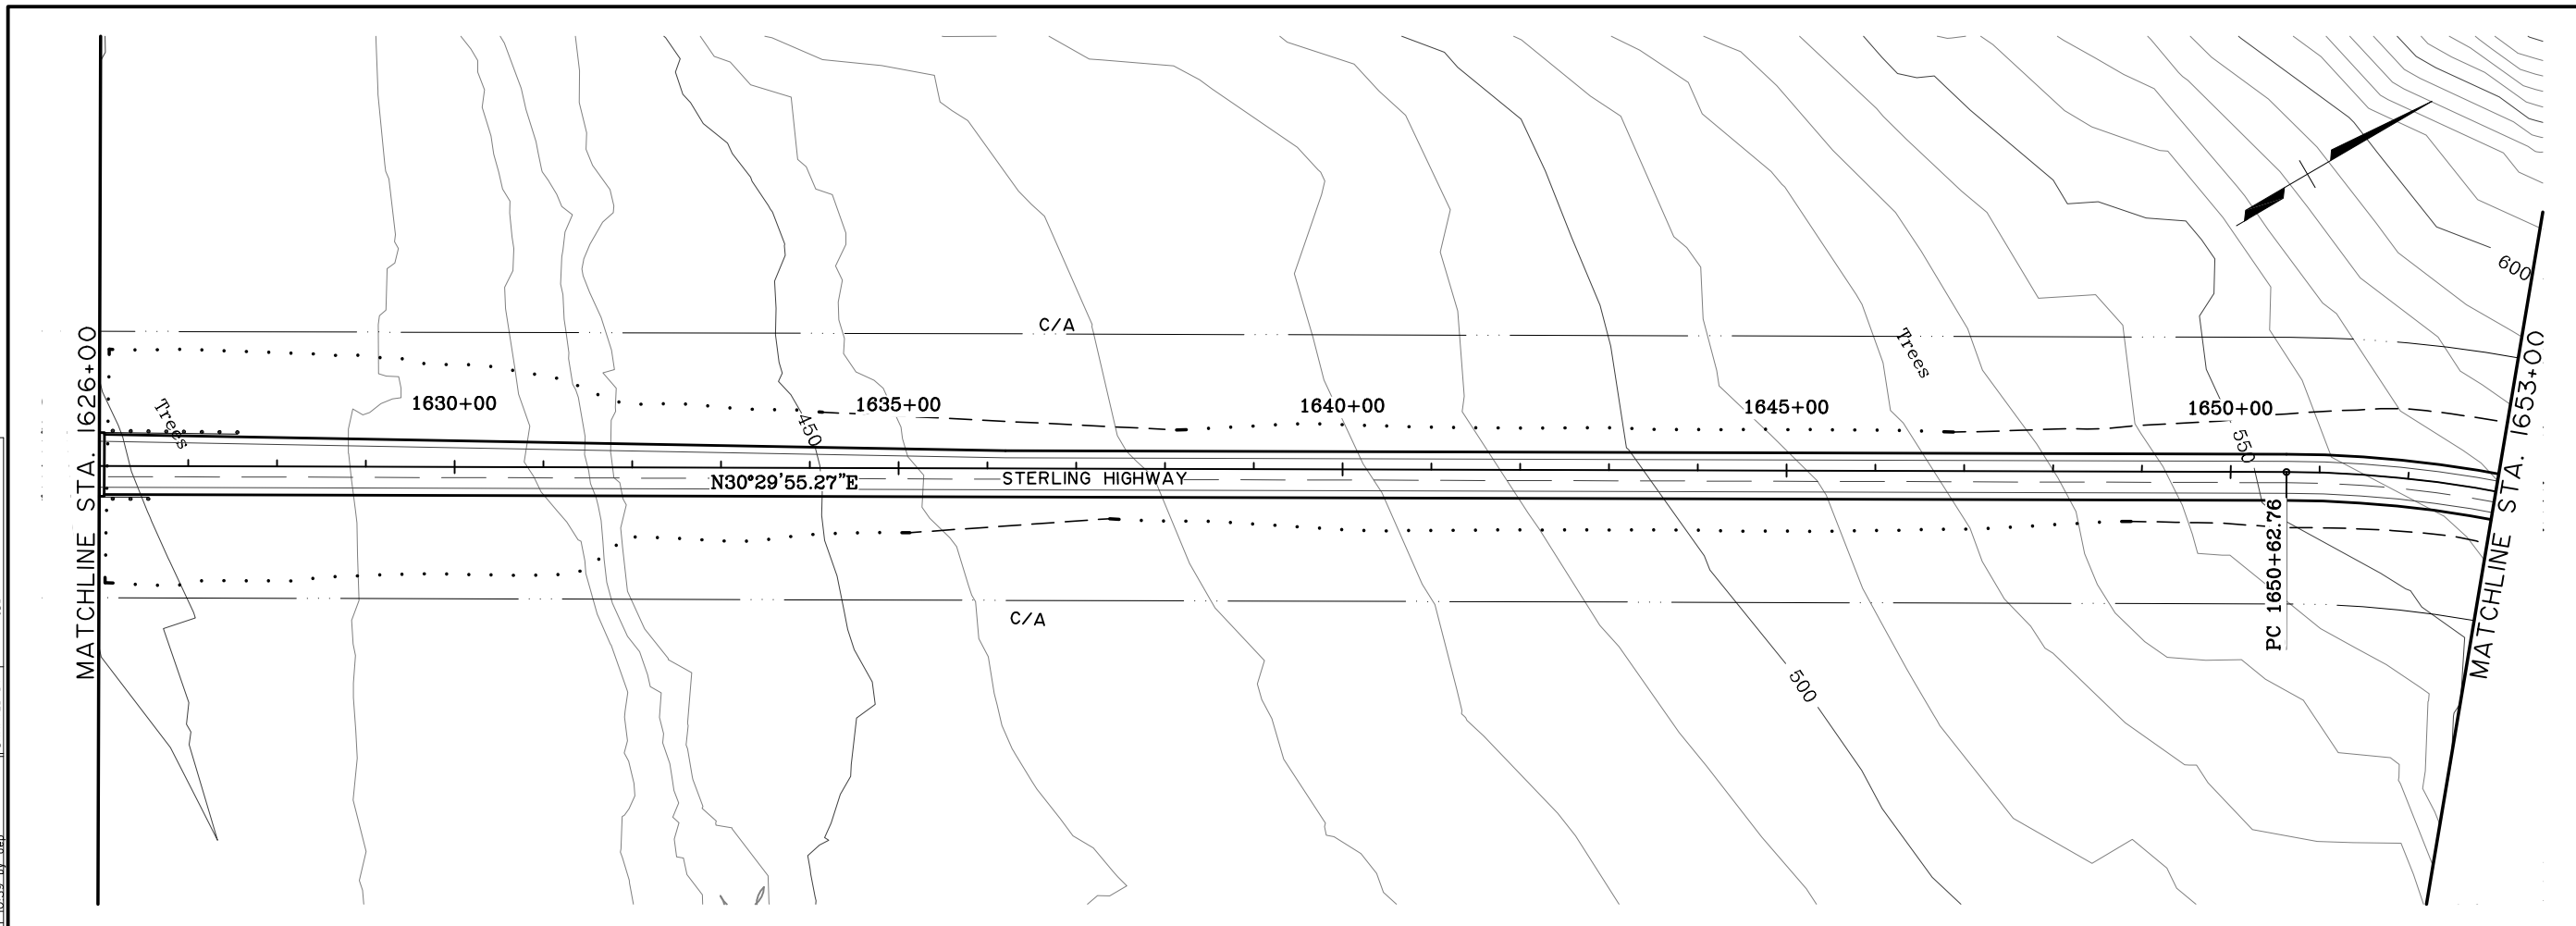 600
C/A
MATCHLINE STA. 1626+00
MATCHLINE STA. 1653+00
Trees
Trees
1630+00
1635+00
1640+00
1645+00
1650+00
450
550
N30°29'55.27"E
STERLING HIGHWAY
PC 1650+62.76
C/A
500